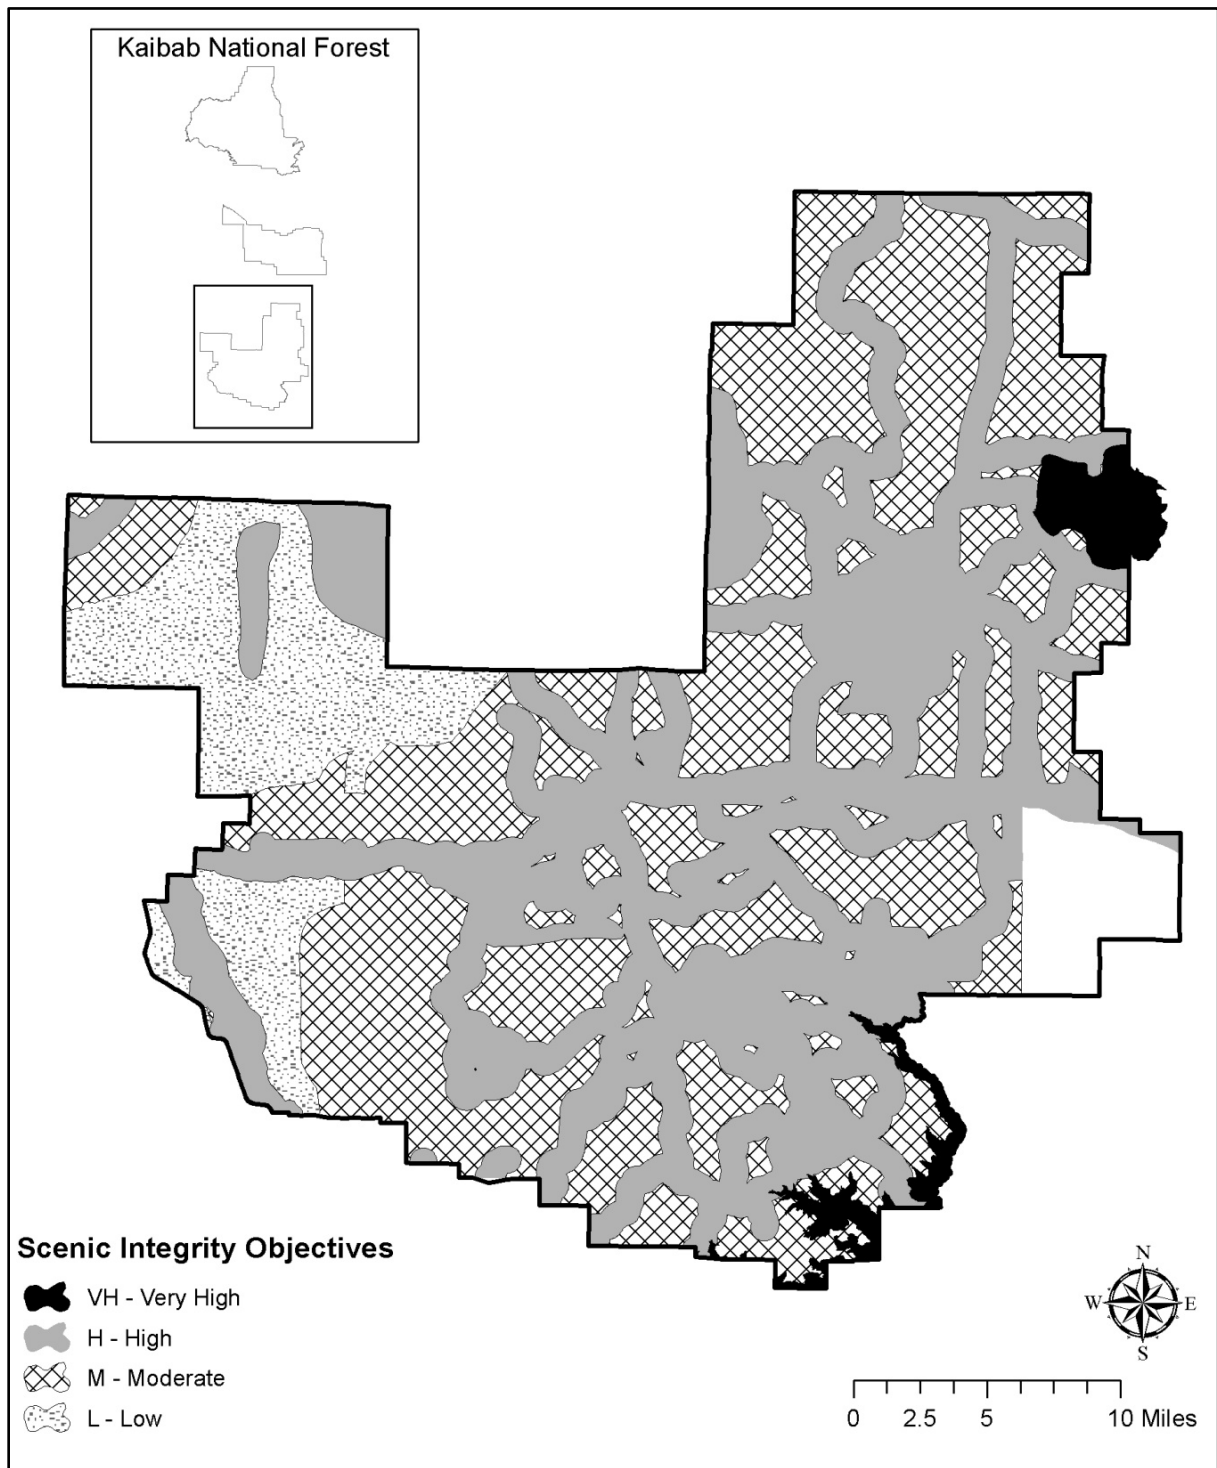 Kaibab National Forest
Scenic Integrity Objectives
VH - Very High
H - High
M - Moderate
L - Low
N
W E
S
0 2.5 5 10 Miles